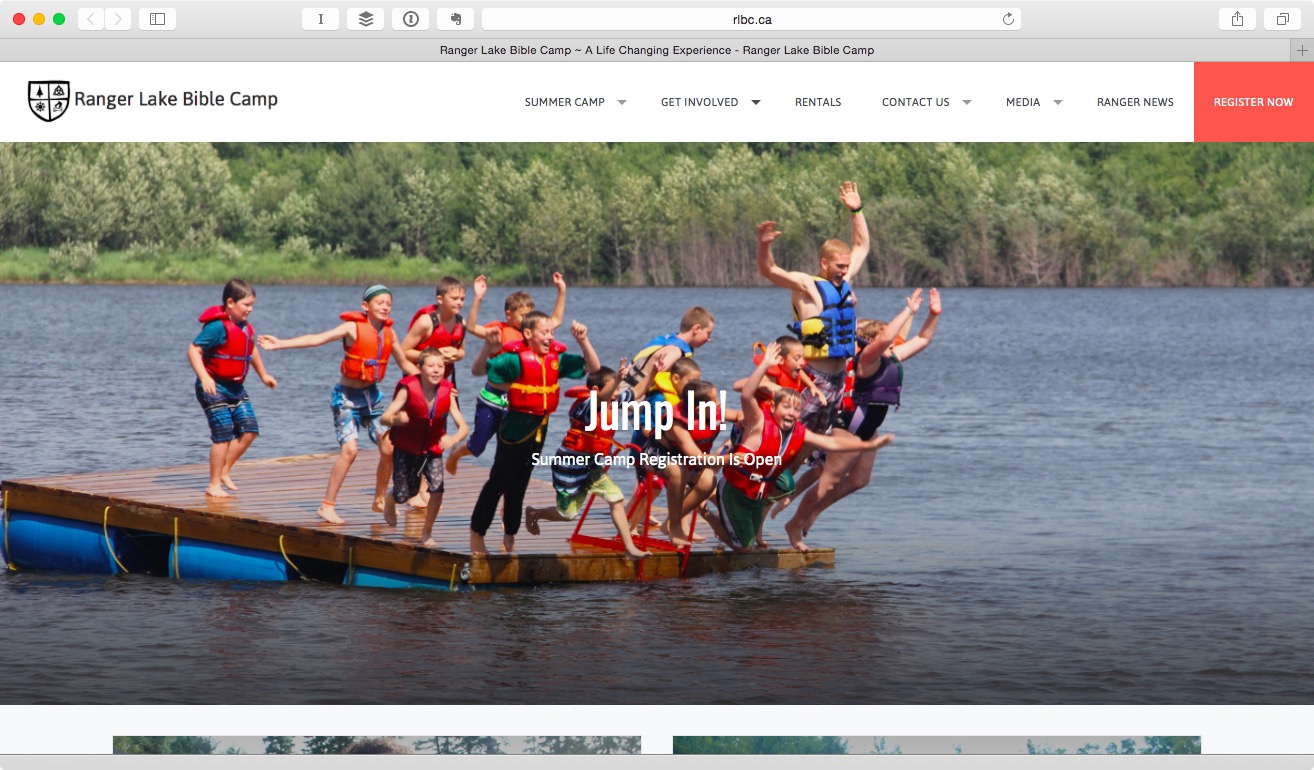 I
rlbc.ca
Ranger Lake Bible Camp ~ A Life Changing Experience - Ranger Lake Bible Camp
Ranger Lake Bible Camp
SUMMER CAMP GET INVOLVED RENTALS CONTACT US MEDIA RANGER NEWS REGISTER NOW
Jump In!
Summer Camp Registration Is Open